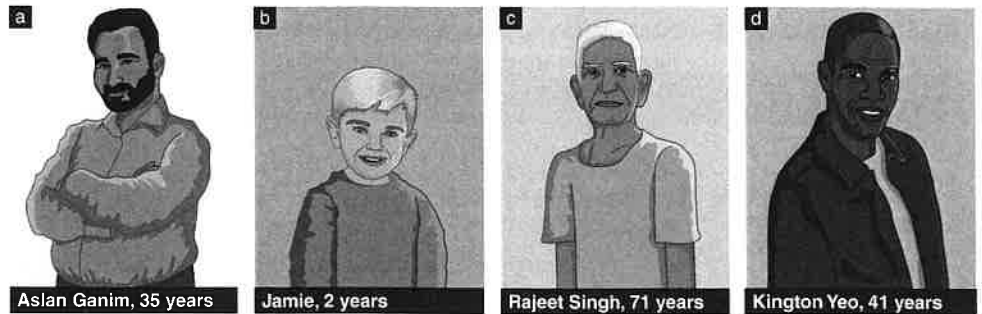 a
Aslan Ganim, 35 years
b
Jamie, 2 years
c
Rajeet Singh, 71 years
d
Kington Yeo, 41 years